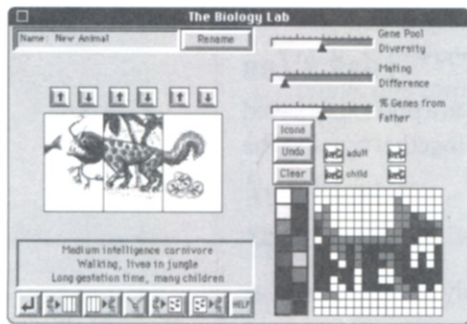 The Biology Lab
Name: New Animal
Rename
Gene Pool
Diversity
Mating
Difference
% Genes from
Father
Icons
Undo
adult
Clear
child
Medium intelligence carnivore
Walking, lives in jungle
Long gestation time, many children
HELP